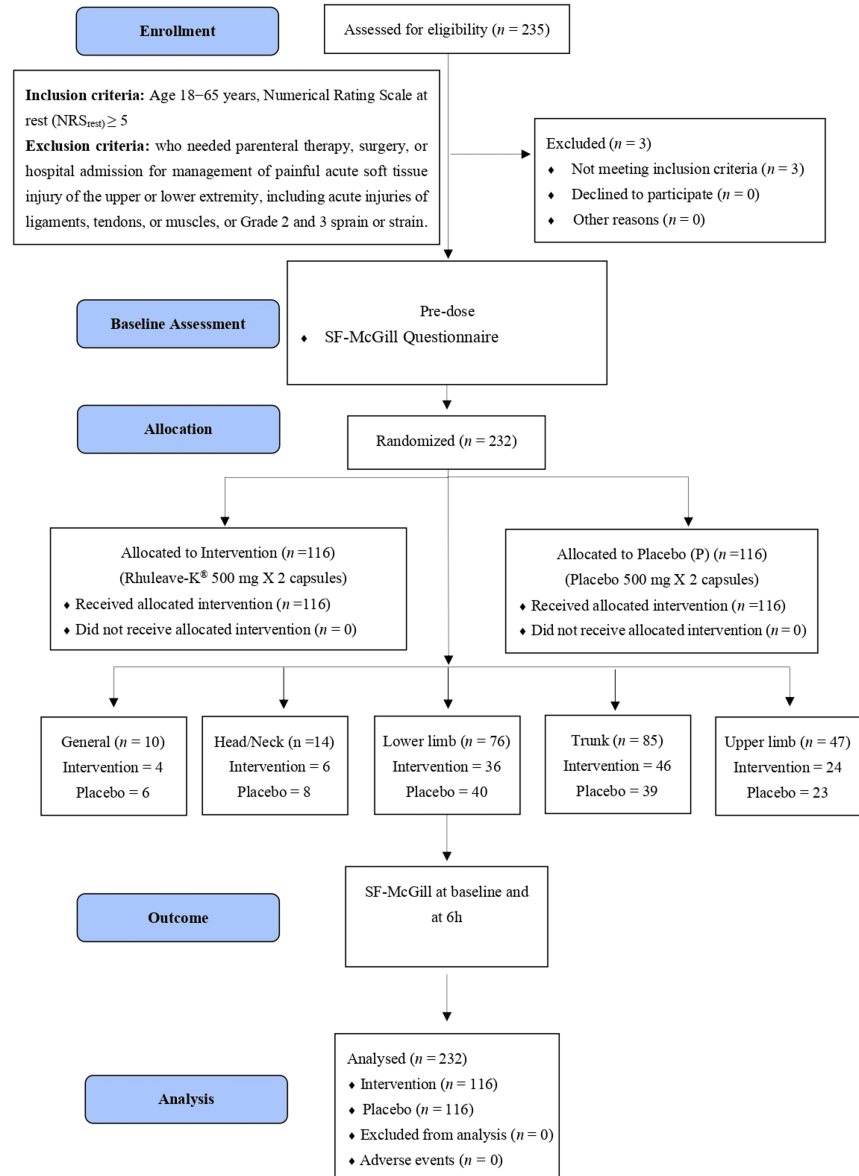 Enrollment
Assessed for eligibility (n = 235)
Inclusion criteria: Age 18−65 years, Numerical Rating Scale at
rest (NRSrest) ≥ 5
Exclusion criteria: who needed parenteral therapy, surgery, or
hospital admission for management of painful acute soft tissue
injury of the upper or lower extremity, including acute injuries of
ligaments, tendons, or muscles, or Grade 2 and 3 sprain or strain.
Excluded (n = 3)
♦ Not meeting inclusion criteria (n = 3)
♦ Declined to participate (n = 0)
♦ Other reasons (n = 0)
Baseline Assessment
Pre-dose
♦ SF-McGill Questionnaire
Allocation
Randomized (n = 232)
Allocated to Intervention (n =116)
(Rhuleave-K® 500 mg X 2 capsules)
♦ Received allocated intervention (n =116)
♦ Did not receive allocated intervention (n = 0)
Allocated to Placebo (P) (n =116)
(Placebo 500 mg X 2 capsules)
♦ Received allocated intervention (n =116)
♦ Did not receive allocated intervention (n = 0)
General (n = 10)
Intervention = 4
Placebo = 6
Head/Neck (n =14)
Intervention = 6
Placebo = 8
Lower limb (n = 76)
Intervention = 36
Placebo = 40
Trunk (n = 85)
Intervention = 46
Placebo = 39
Upper limb (n = 47)
Intervention = 24
Placebo = 23
Outcome
SF-McGill at baseline and
at 6h
Analysis
Analysed (n = 232)
♦ Intervention (n = 116)
♦ Placebo (n = 116)
♦ Excluded from analysis (n = 0)
♦ Adverse events (n = 0)